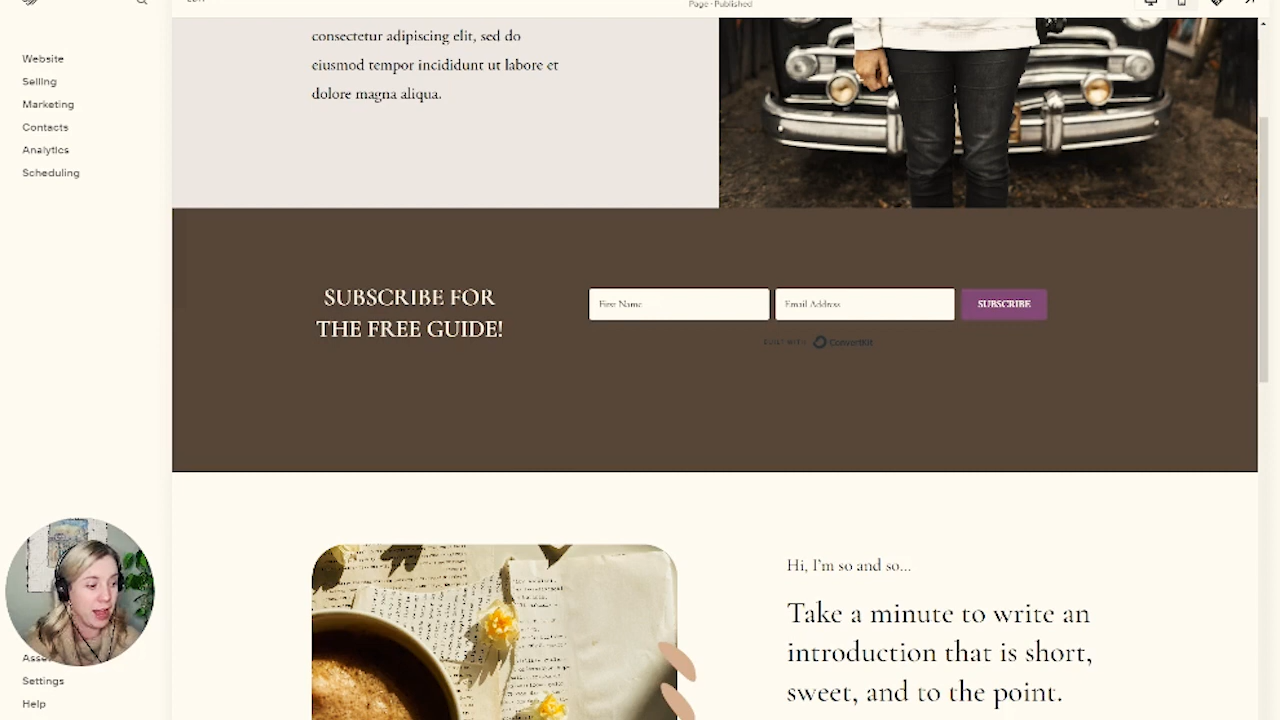 Page · Published
Website
Selling
Marketing
Contacts
Analytics
Scheduling
consectetur adipiscing elit, sed do
eiusmod tempor incididunt ut labore et
dolore magna aliqua.
SUBSCRIBE FOR
THE FREE GUIDE!
First Name
Email Address
SUBSCRIBE
BUILT WITH ConvertKit
Hi, I'm so and so...
Take a minute to write an
introduction that is short,
sweet, and to the point.
Settings
Help